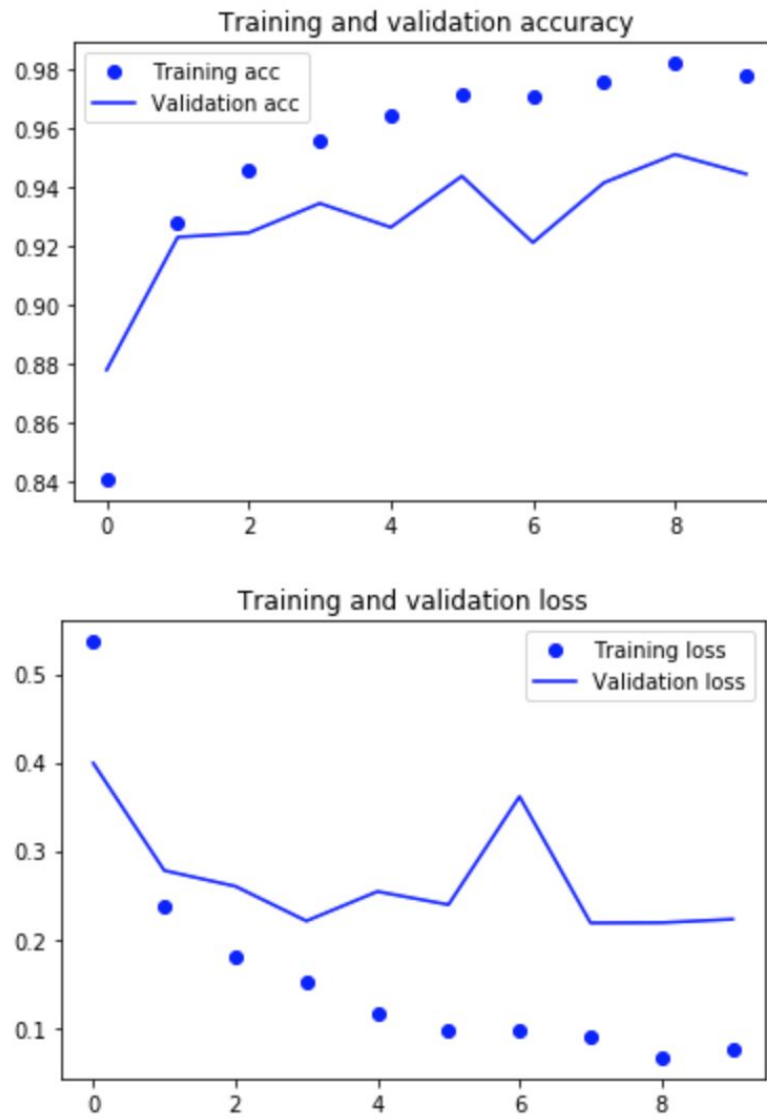 Training and validation accuracy
0.98
Training acc
Validation acc
0.96
0.94
0.92
0.90
0.88
0.86
0.84
0 2 4 6 8
Training and validation loss
Training loss
Validation loss
0.5
0.4
0.3
0.2
0.1
0 2 4 6 8